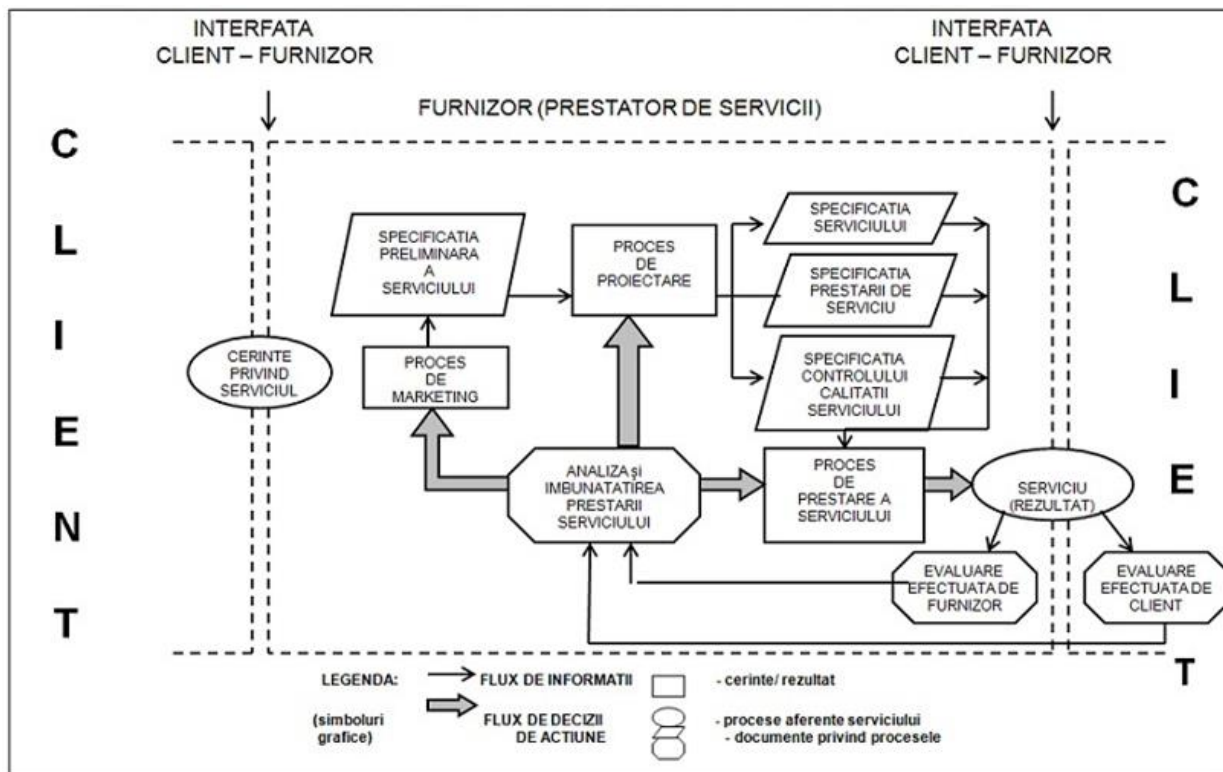 INTERFATA
CLIENT – FURNIZOR
INTERFATA
CLIENT – FURNIZOR
FURNIZOR (PRESTATOR DE SERVICII)
CLIENT
CERINTE
PRIVIND
SERVICIUL
SPECIFICATIA
PRELIMINARA
A
SERVICIULUI
PROCES
DE
MARKETING
PROCES
DE
PROIECTARE
SPECIFICATIA
SERVICIULUI
SPECIFICATIA
PRESTARII DE
SERVICIU
SPECIFICATIA
CONTROLULUI
CALITATII
SERVICIULUI
ANALIZA și
IMBUNATATIREA
PRESTARII
SERVICIULUI
PROCES
DE
PRESTARE A
SERVICIULUI
SERVICIU
(REZULTAT)
EVALUARE
EFECTUATA DE
FURNIZOR
EVALUARE
EFECTUATA DE
CLIENT
CLIET
LEGENDA:
(simboluri
grafice)
FLUX DE INFORMATII
FLUX DE DECIZII
DE ACTIUNE
- cerinte/ rezultat
- procese aferente serviciului
- documente privind procesele